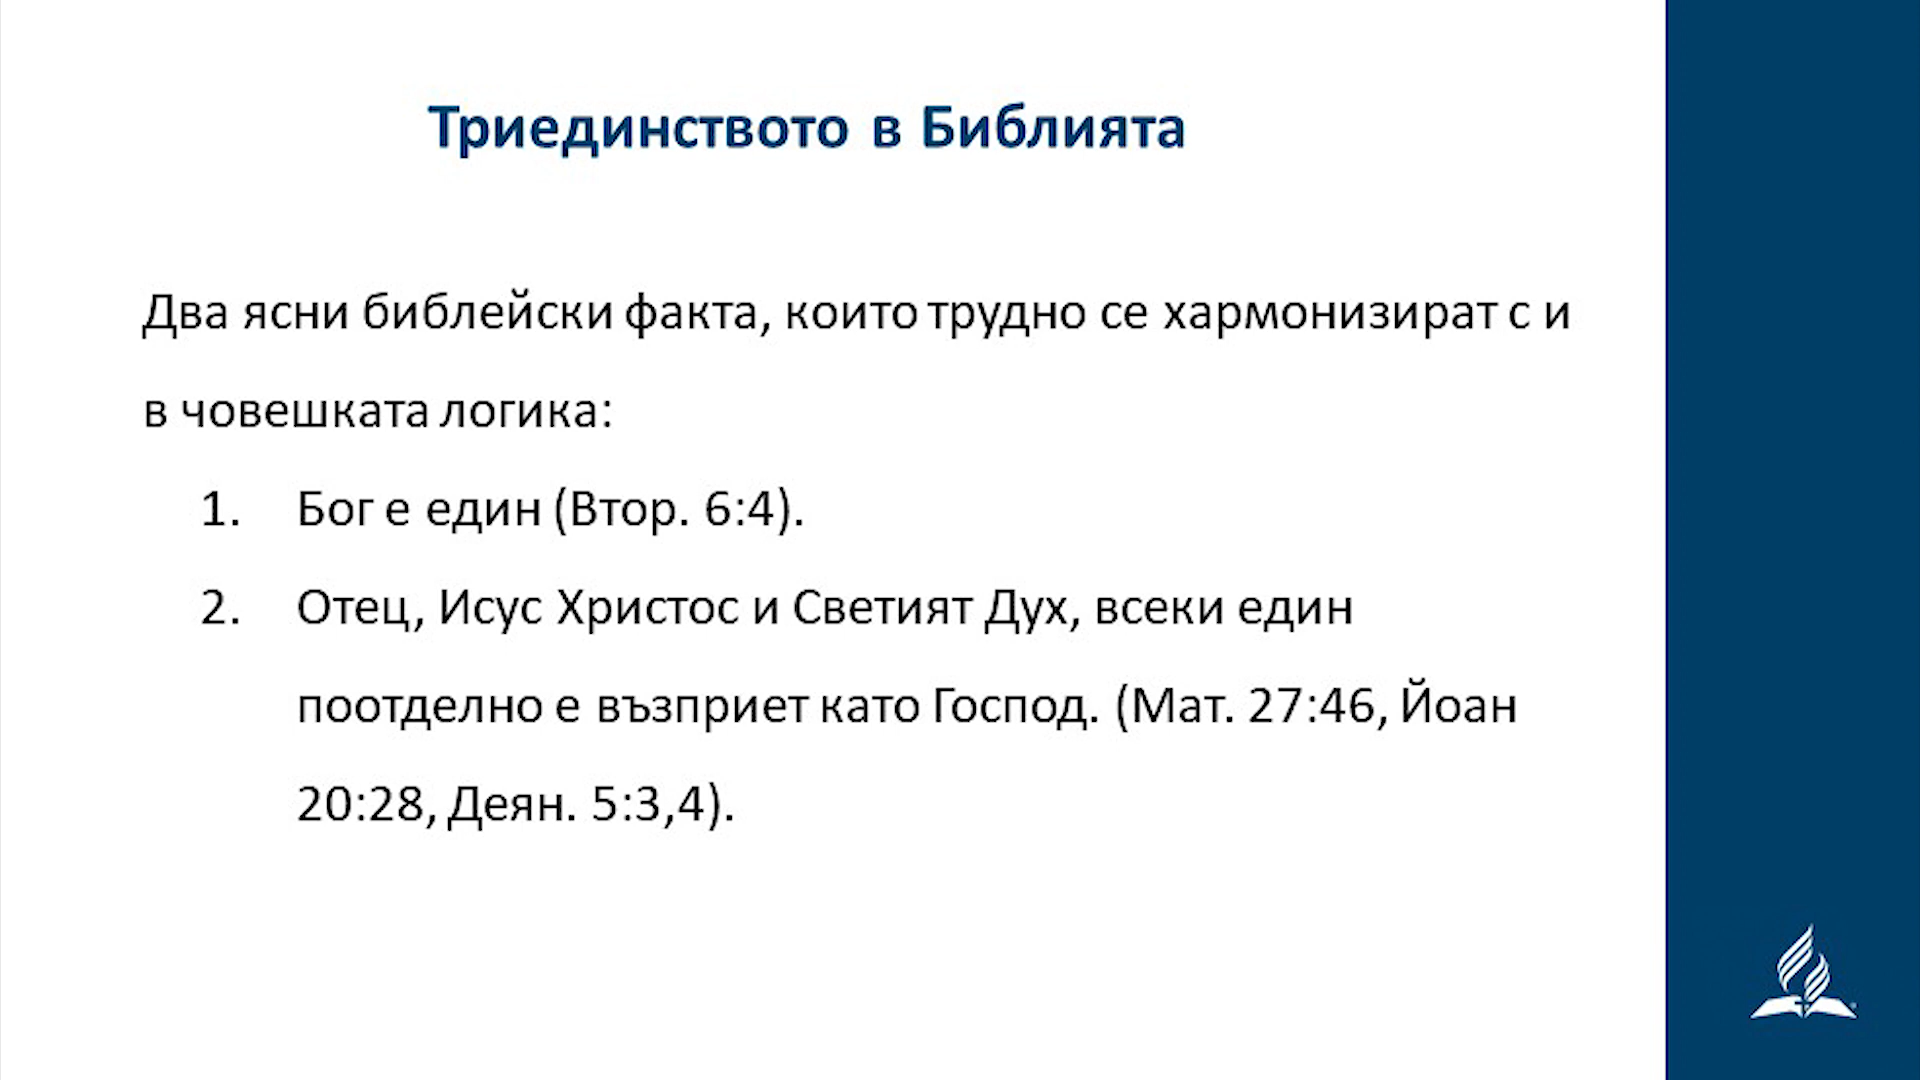 Триединството в Библията
Два ясни библейски факта, които трудно се хармонизират с и
в човешката логика:
1. Бог е един (Втор. 6:4).
2. Отец, Исус Христос и Светият Дух, всеки един
поотделно е възприет като Господ. (Мат. 27:46, Йоан
20:28, Деян. 5:3,4).